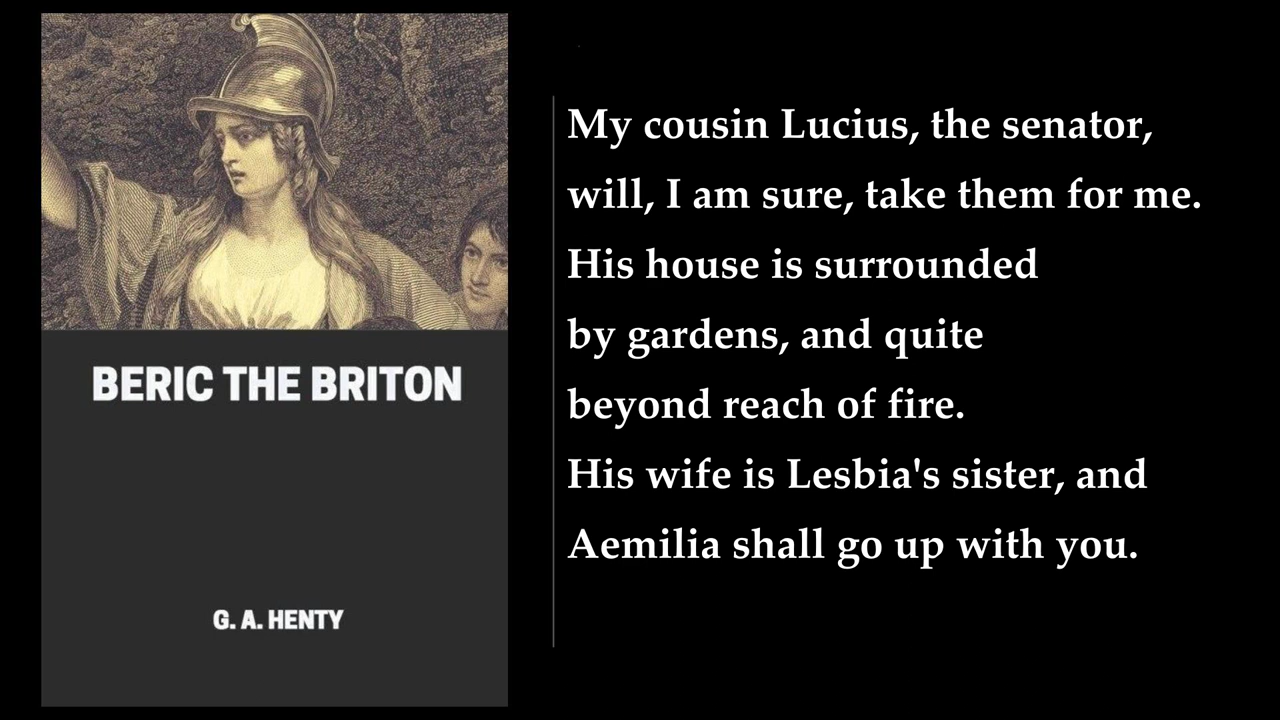 BERIC THE BRITON
G. A. HENTY
My cousin Lucius, the senator,
will, I am sure, take them for me.
His house is surrounded
by gardens, and quite
beyond reach of fire.
His wife is Lesbia's sister, and
Aemilia shall go up with you.